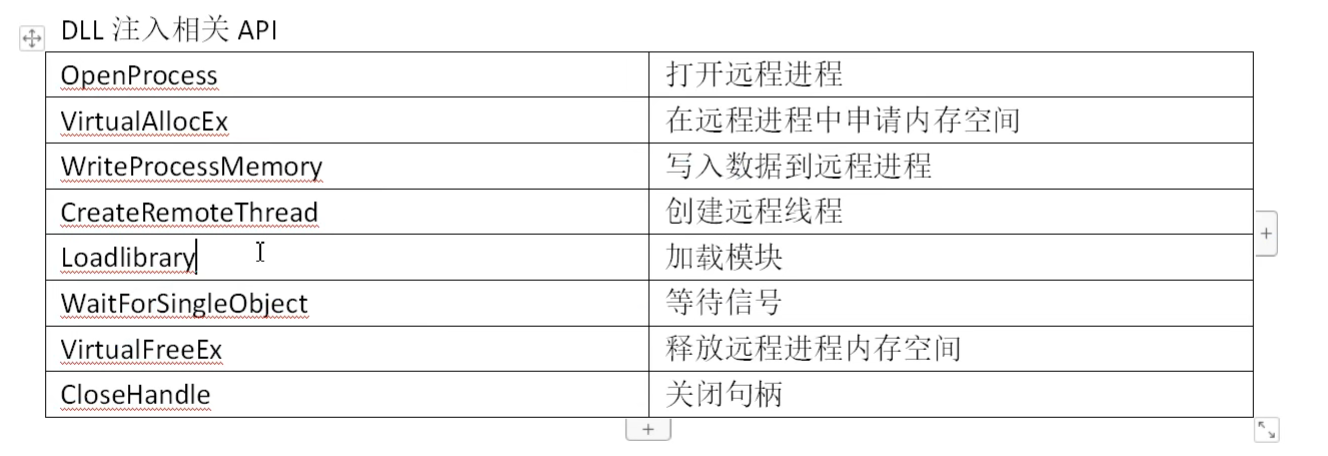 DLL 注入相关 API
OpenProcess 打开远程进程
VirtualAllocEx 在远程进程中申请内存空间
WriteProcessMemory 写入数据到远程进程
CreateRemoteThread 创建远程线程
Loadlibrary 加载模块
WaitForSingleObject 等待信号
VirtualFreeEx 释放远程进程内存空间
CloseHandle 关闭句柄